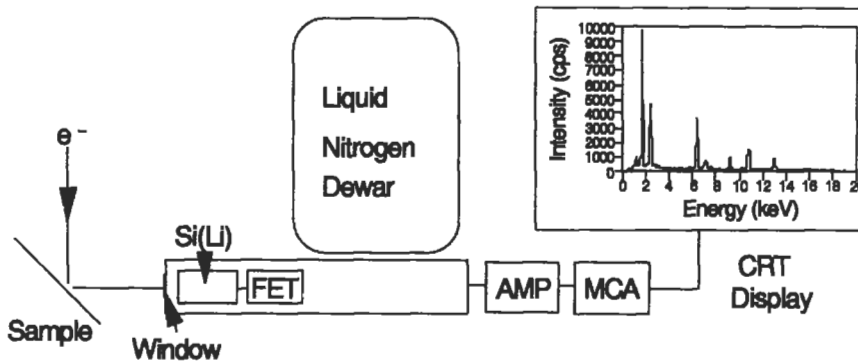 e⁻
Sample
Window
Si(Li)
FET
Liquid
Nitrogen
Dewar
AMP
MCA
CRT
Display
Intensity (cps)
10000
9000
8000
7000
6000
5000
4000
3000
2000
1000
0
0 2 4 6 8 10 12 14 16 18 20
Energy (keV)